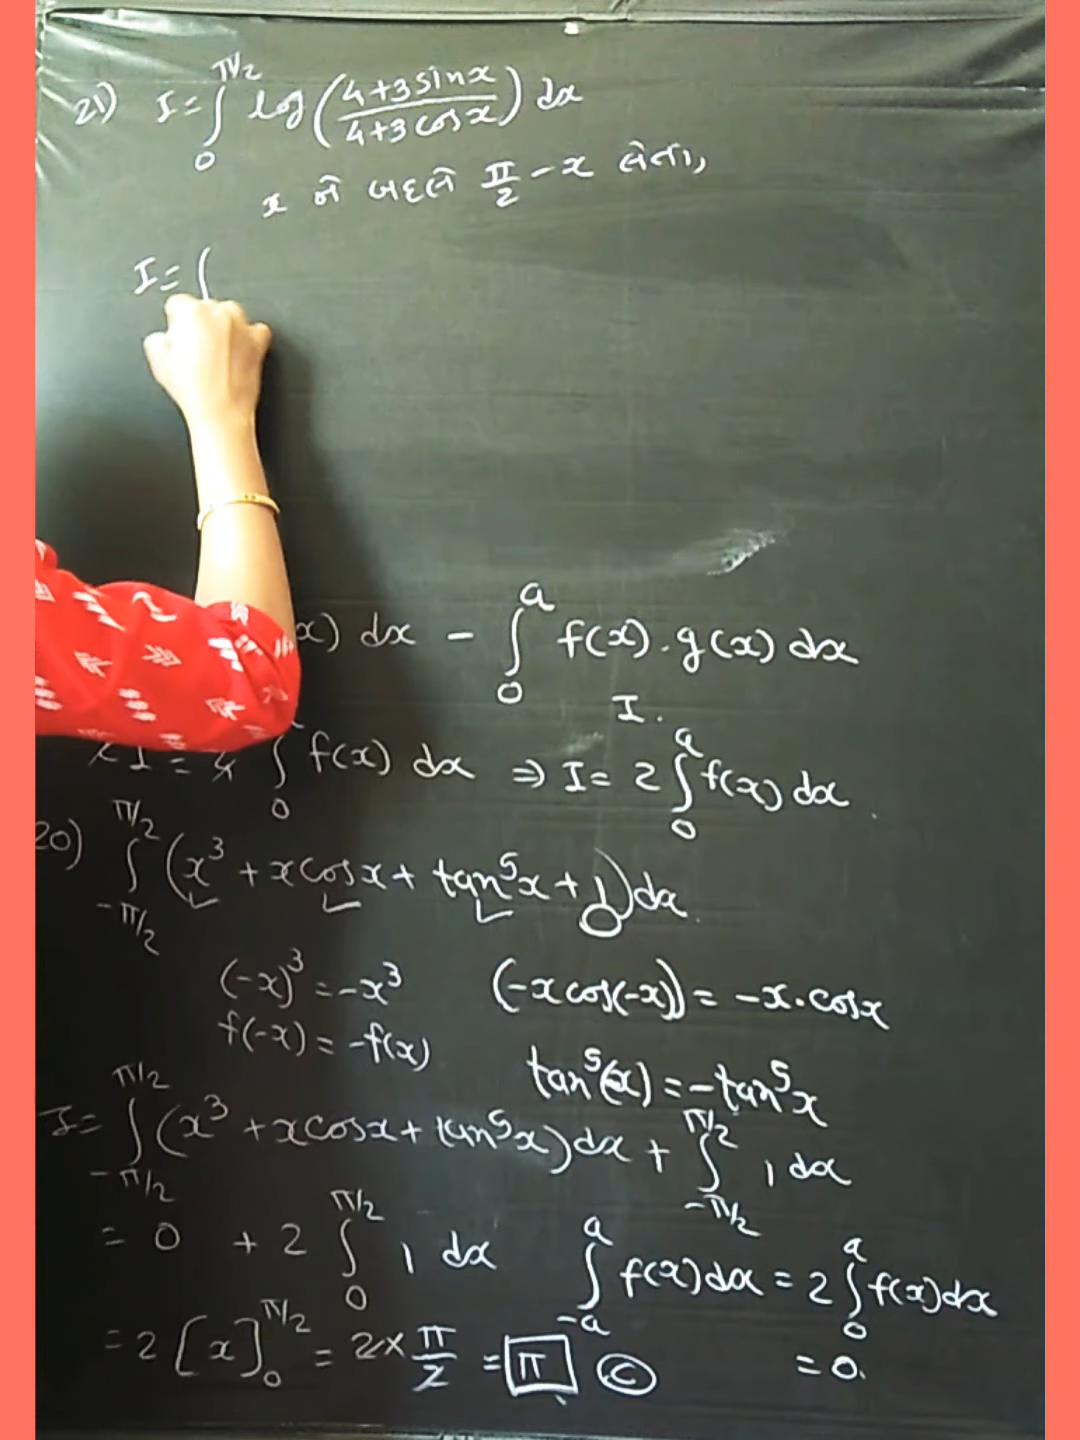 21) I = ∫₀^(π/2) log((4+3sinx)/(4+3cosx)) dx
x ને બદલે π/2 - x લેતા,
I = ∫
x) dx - ∫₀^a f(x).g(x) dx
I.
2I = 4 ∫₀ f(x) dx ⇒ I = 2∫₀^a f(x) dx.
20) ∫_(-π/2)^(π/2) (x³ + xcosx + tan⁵x + 1) dx.
(-x)³ = -x³ (-x cos(-x)) = -x.cosx
f(-x) = -f(x)
tan⁵(-x) = -tan⁵x
I = ∫_(-π/2)^(π/2) (x³ + xcosx + tan⁵x) dx + ∫_(-π/2)^(π/2) 1 dx
= 0 + 2 ∫₀^(π/2) 1 dx ∫_(-a)^a f(x) dx = 2∫₀^a f(x) dx
= 2 [x]₀^(π/2) = 2 × π/2 = π (C) = 0.